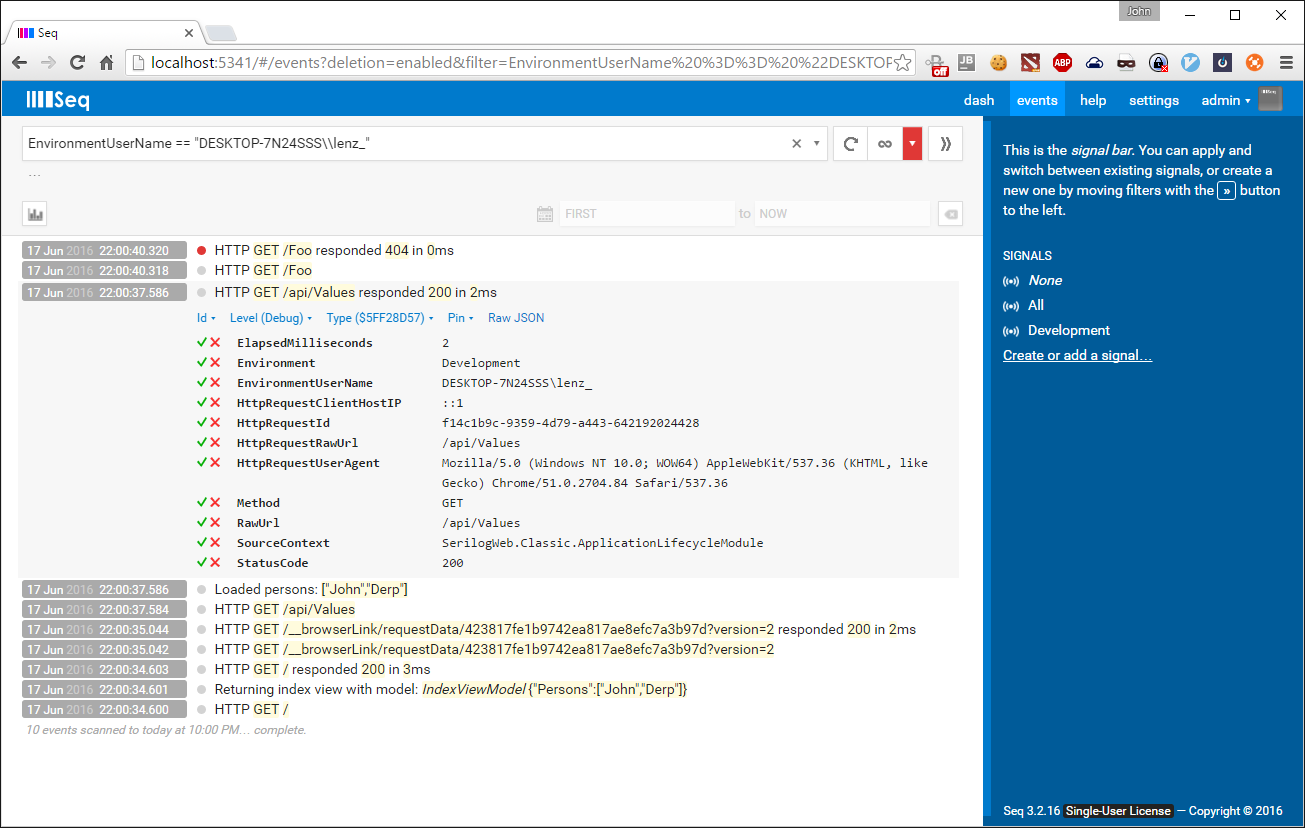 John
Seq
localhost:5341/#/events?deletion=enabled&filter=EnvironmentUserName%20%3D%3D%20%22DESKTOP
off
JB
ABP
Seq
dash events help settings admin
EnvironmentUserName == "DESKTOP-7N24SSS\\lenz_"
...
FIRST to NOW
17 Jun 2016 22:00:40.320 HTTP GET /Foo responded 404 in 0ms
17 Jun 2016 22:00:40.318 HTTP GET /Foo
17 Jun 2016 22:00:37.586 HTTP GET /api/Values responded 200 in 2ms
Id Level (Debug) Type ($5FF28D57) Pin Raw JSON
ElapsedMilliseconds 2
Environment Development
EnvironmentUserName DESKTOP-7N24SSS\lenz_
HttpRequestClientHostIP ::1
HttpRequestId f14c1b9c-9359-4d79-a443-642192024428
HttpRequestRawUrl /api/Values
HttpRequestUserAgent Mozilla/5.0 (Windows NT 10.0; WOW64) AppleWebKit/537.36 (KHTML, like
Gecko) Chrome/51.0.2704.84 Safari/537.36
Method GET
RawUrl /api/Values
SourceContext SerilogWeb.Classic.ApplicationLifecycleModule
StatusCode 200
17 Jun 2016 22:00:37.586 Loaded persons: ["John","Derp"]
17 Jun 2016 22:00:37.584 HTTP GET /api/Values
17 Jun 2016 22:00:35.044 HTTP GET /__browserLink/requestData/423817fe1b9742ea817ae8efc7a3b97d?version=2 responded 200 in 2ms
17 Jun 2016 22:00:35.042 HTTP GET /__browserLink/requestData/423817fe1b9742ea817ae8efc7a3b97d?version=2
17 Jun 2016 22:00:34.603 HTTP GET / responded 200 in 3ms
17 Jun 2016 22:00:34.601 Returning index view with model: IndexViewModel {"Persons":["John","Derp"]}
17 Jun 2016 22:00:34.600 HTTP GET /
10 events scanned to today at 10:00 PM… complete.
This is the signal bar. You can apply and
switch between existing signals, or create a
new one by moving filters with the » button
to the left.
SIGNALS
None
All
Development
Create or add a signal…
Seq 3.2.16 Single-User License — Copyright © 2016